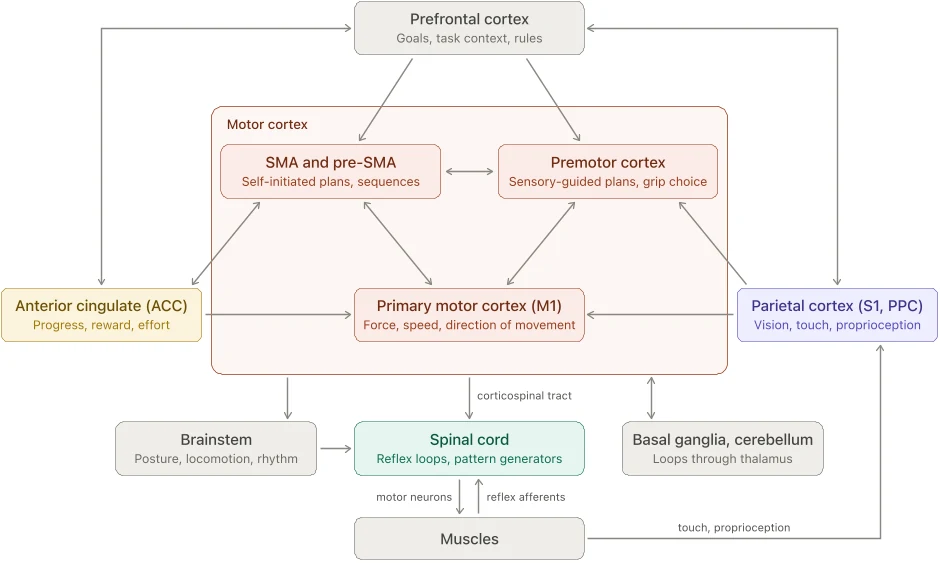 Prefrontal cortex
Goals, task context, rules
Motor cortex
SMA and pre-SMA
Self-initiated plans, sequences
Premotor cortex
Sensory-guided plans, grip choice
Anterior cingulate (ACC)
Progress, reward, effort
Primary motor cortex (M1)
Force, speed, direction of movement
Parietal cortex (S1, PPC)
Vision, touch, proprioception
corticospinal tract
Brainstem
Posture, locomotion, rhythm
Spinal cord
Reflex loops, pattern generators
Basal ganglia, cerebellum
Loops through thalamus
motor neurons
reflex afferents
Muscles
touch, proprioception